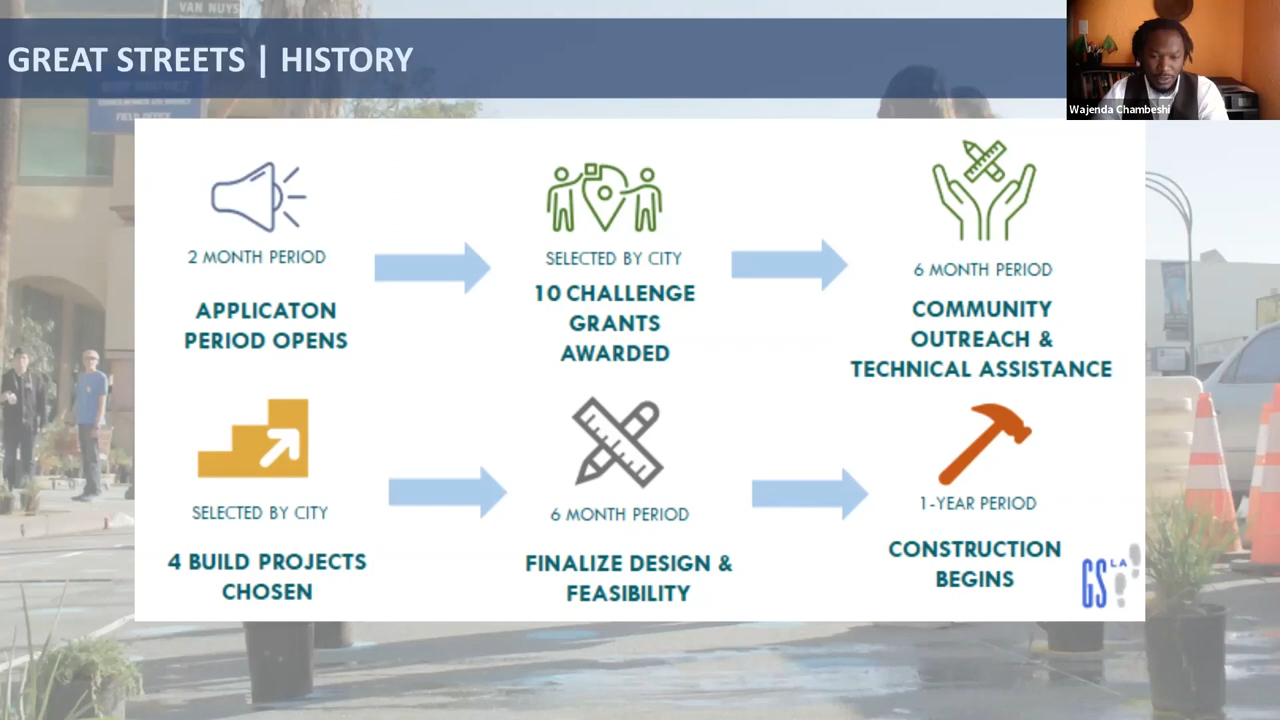 VAN NUYS
GREAT STREETS | HISTORY
Wajenda Chambeshi
2 MONTH PERIOD
APPLICATON
PERIOD OPENS
SELECTED BY CITY
10 CHALLENGE
GRANTS
AWARDED
6 MONTH PERIOD
COMMUNITY
OUTREACH &
TECHNICAL ASSISTANCE
SELECTED BY CITY
4 BUILD PROJECTS
CHOSEN
6 MONTH PERIOD
FINALIZE DESIGN &
FEASIBILITY
1-YEAR PERIOD
CONSTRUCTION
BEGINS
GS LA